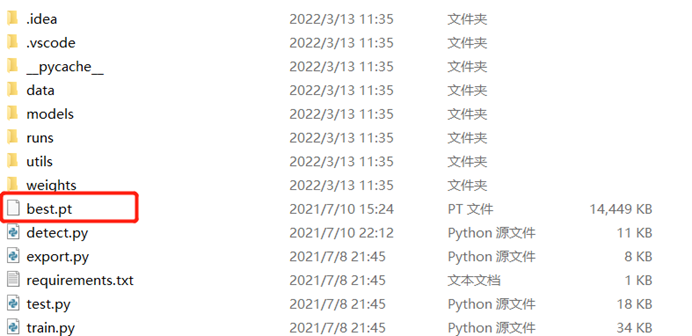 .idea 2022/3/13 11:35 文件夹
.vscode 2022/3/13 11:35 文件夹
__pycache__ 2022/3/13 11:35 文件夹
data 2022/3/13 11:35 文件夹
models 2022/3/13 11:35 文件夹
runs 2022/3/13 11:35 文件夹
utils 2022/3/13 11:35 文件夹
weights 2022/3/13 11:35 文件夹
best.pt 2021/7/10 15:24 PT 文件 14,449 KB
detect.py 2021/7/10 22:12 Python 源文件 11 KB
export.py 2021/7/8 21:45 Python 源文件 8 KB
requirements.txt 2021/7/8 21:45 文本文档 1 KB
test.py 2021/7/8 21:45 Python 源文件 18 KB
train.py 2021/7/8 21:45 Python 源文件 34 KB